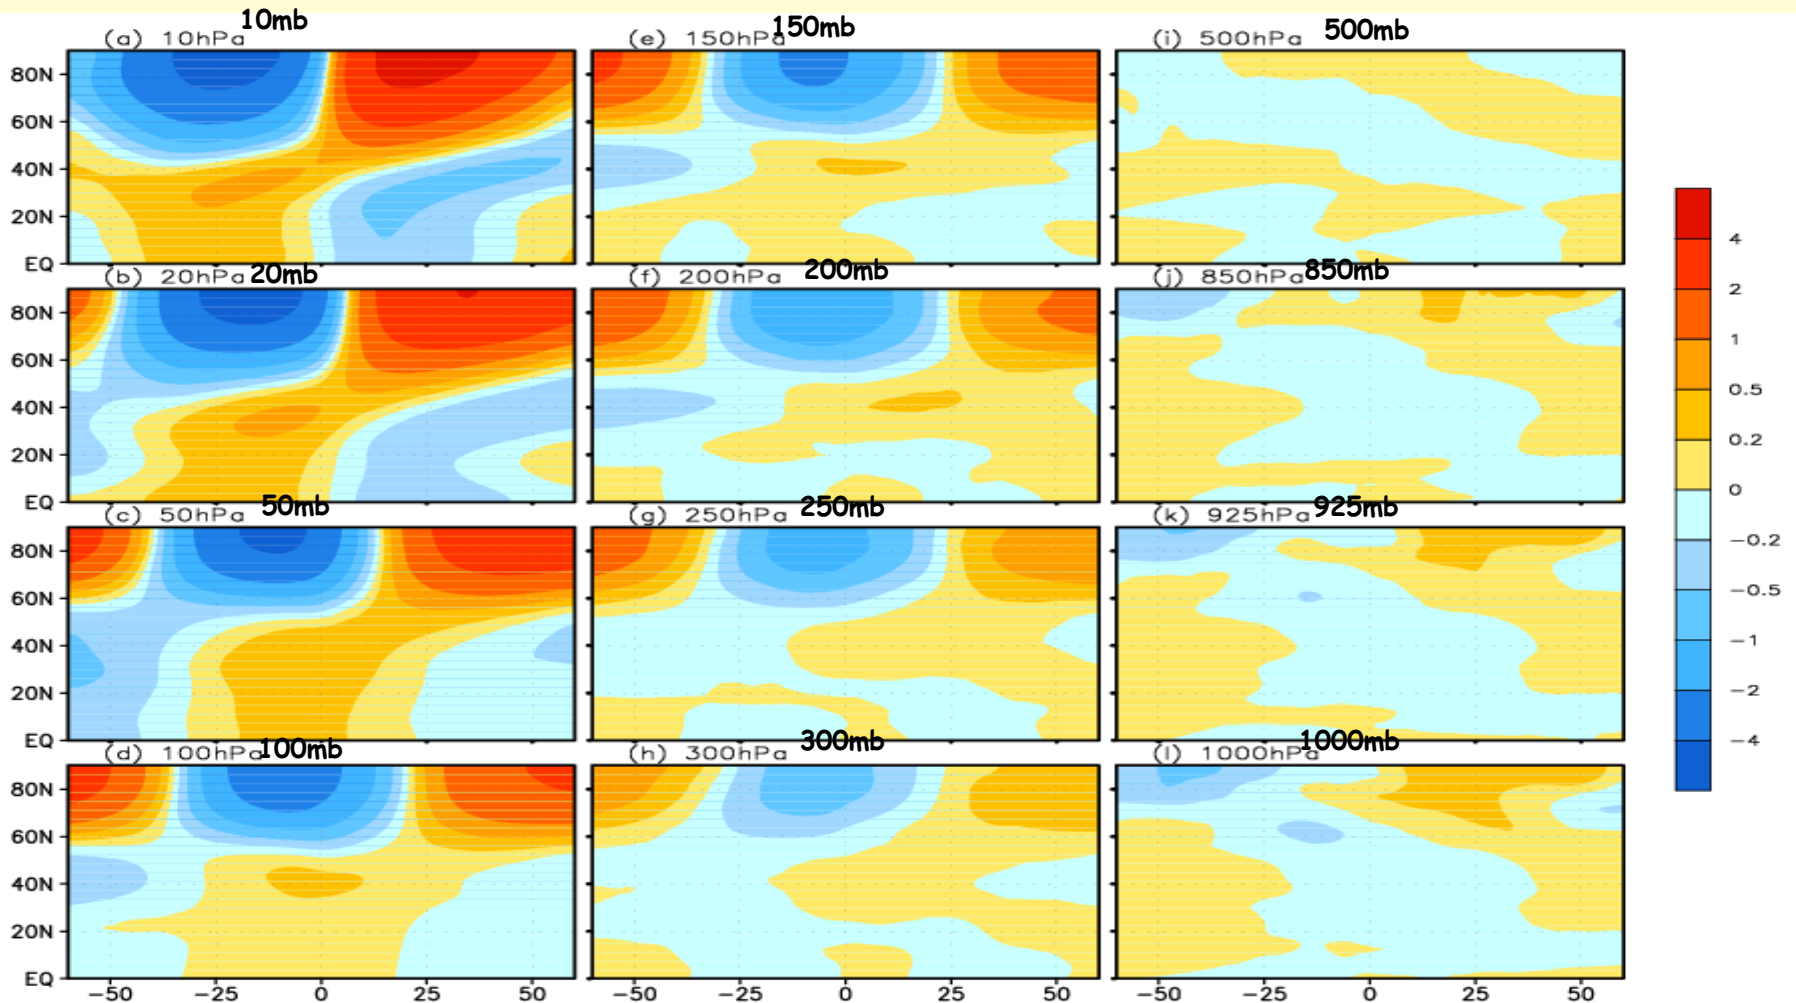 10mb 150mb 500mb
(a) 10hPa (e) 150hPa (i) 500hPa
80N
60N
40N
20N
EQ
20mb 200mb 850mb
(b) 20hPa (f) 200hPa (j) 850hPa
80N
60N
40N
20N
EQ
50mb 250mb 925mb
(c) 50hPa (g) 250hPa (k) 925hPa
80N
60N
40N
20N
EQ
100mb 300mb 1000mb
(d) 100hPa (h) 300hPa (l) 1000hPa
80N
60N
40N
20N
EQ
-50 -25 0 25 50 -50 -25 0 25 50 -50 -25 0 25 50
4
2
1
0.5
0.2
0
-0.2
-0.5
-1
-2
-4